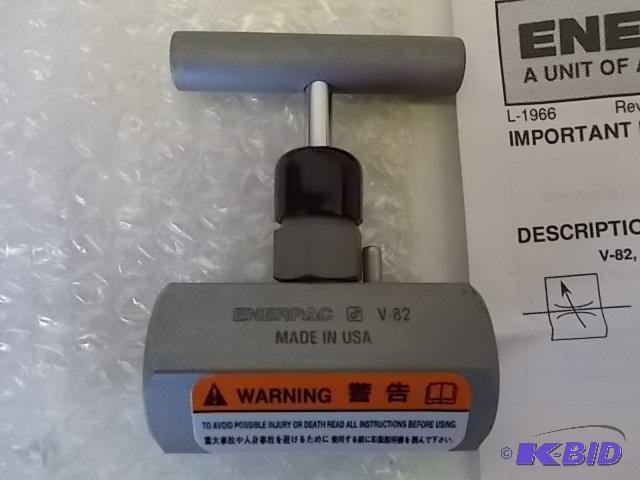 ENE
A UNIT OF A
L-1966 Rev
IMPORTANT
DESCRIPTIO
V-82,
ENERPAC V-82
MADE IN USA
WARNING 警告
TO AVOID POSSIBLE INJURY OR DEATH READ ALL INSTRUCTIONS BEFORE USING.
重大事故や人身事故を避けるために 使用する前に右取扱説明書を読んで下さい.
© K-BID